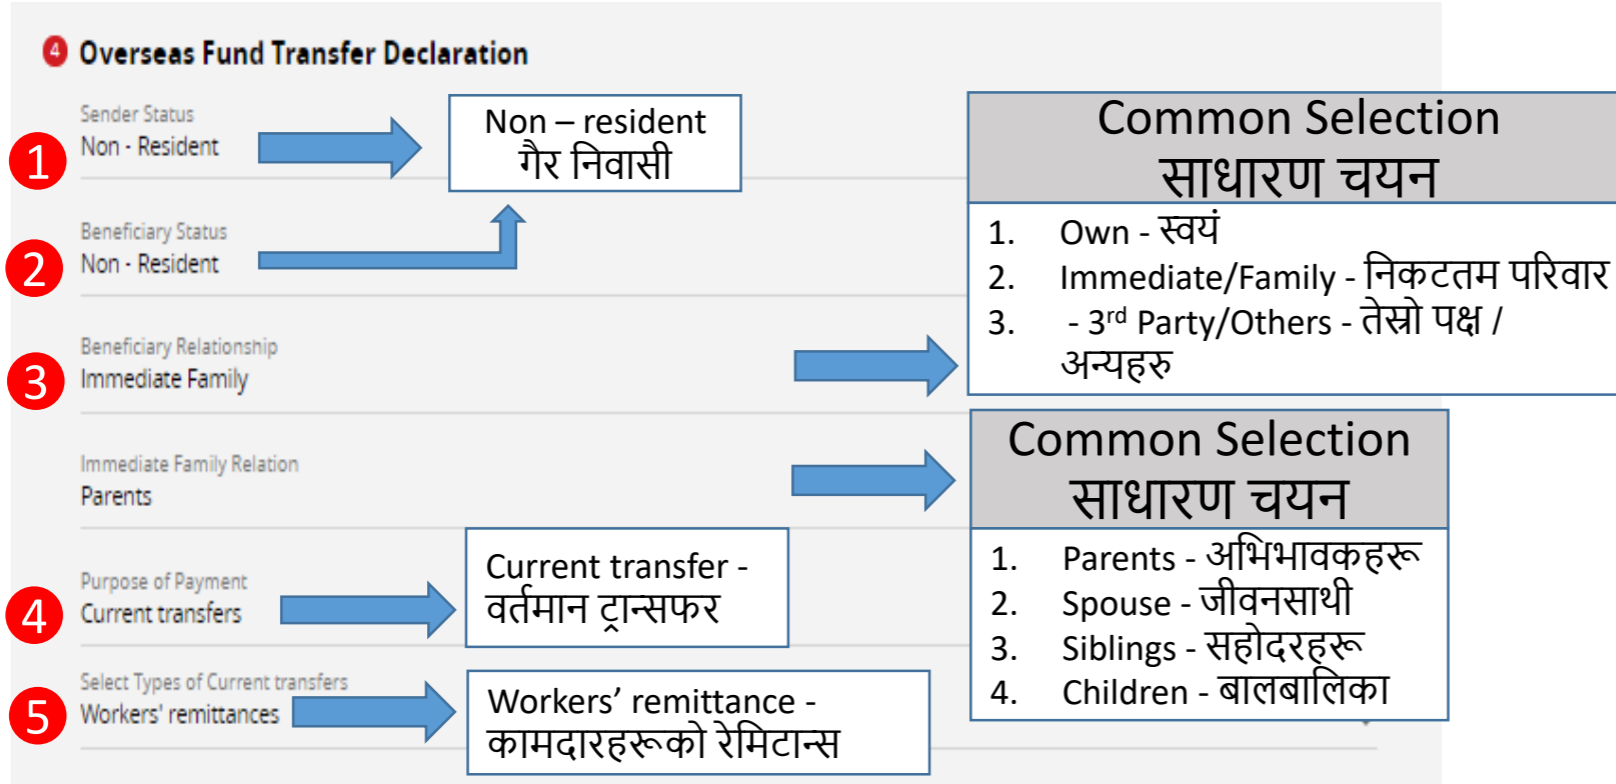 4 Overseas Fund Transfer Declaration
Sender Status
1 Non - Resident
Non – resident
गैर निवासी
Beneficiary Status
2 Non - Resident
Beneficiary Relationship
3 Immediate Family
Common Selection
साधारण चयन
1. Own - स्वयं
2. Immediate/Family - निकटतम परिवार
3. - 3rd Party/Others - तेस्रो पक्ष /
अन्यहरु
Immediate Family Relation
Parents
Common Selection
साधारण चयन
1. Parents - अभिभावकहरू
2. Spouse - जीवनसाथी
3. Siblings - सहोदरहरू
4. Children - बालबालिका
Purpose of Payment
4 Current transfers
Current transfer -
वर्तमान ट्रान्सफर
Select Types of Current transfers
5 Workers' remittances
Workers’ remittance -
कामदारहरूको रेमिटान्स